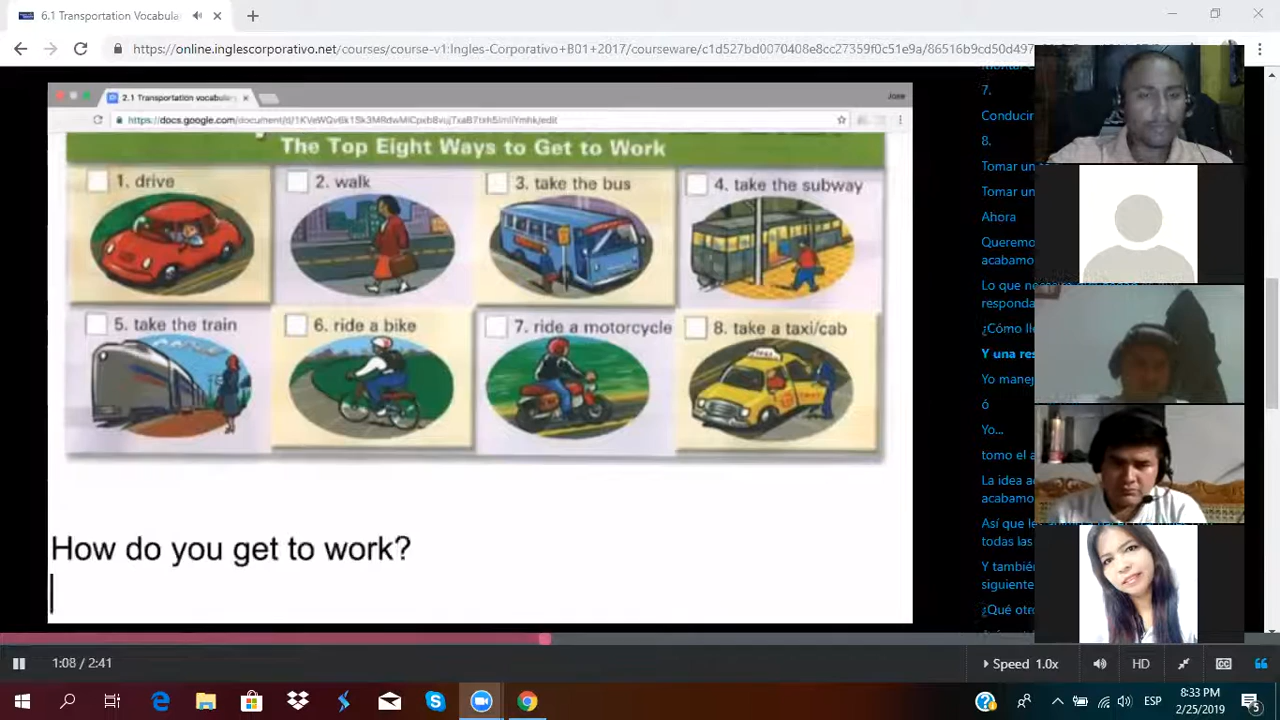 6.1 Transportation Vocabula
https://online.inglescorporativo.net/courses/course-v1:Ingles-Corporativo+B01+2017/courseware/c1d527bd0070408e8cc27359f0c51e9a/86516b9cd50d497
2.1 Transportation vocabulary
Jose
The Top Eight Ways to Get to Work
1. drive
2. walk
3. take the bus
4. take the subway
5. take the train
6. ride a bike
7. ride a motorcycle
8. take a taxi/cab
TAXI
How do you get to work?
7.
Conducir
8.
Tomar un
Tomar un
Ahora
Queremo
acabamo
Lo que
responda
¿Cómo
Y una res
Yo manej
ó
Yo...
tomo el a
La idea a
acabamo
Así que
todas las
Y también
siguiente
¿Qué otr
1:08 / 2:41
Speed 1.0x
HD
ESP
8:33 PM
2/25/2019
5